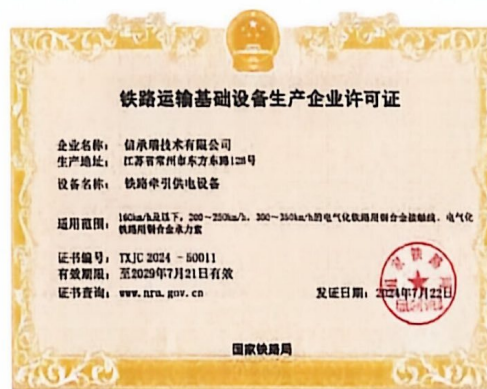 铁路运输基础设备生产企业许可证
企业名称： 信承瑞技术有限公司
生产地址： 江苏省常州市东方东路128号
设备名称： 铁路牵引供电设备
适用范围： 160km/h及以下，200～250km/h，300～350km/h的电气化铁路用铜合金接触线、电气化
铁路用铜合金承力索
证书编号： TXJC 2024 - 50011
有效期限： 至2029年7月21日有效
证书查询： www.nra.gov.cn
发证日期： 2024年7月22日
国家铁路局